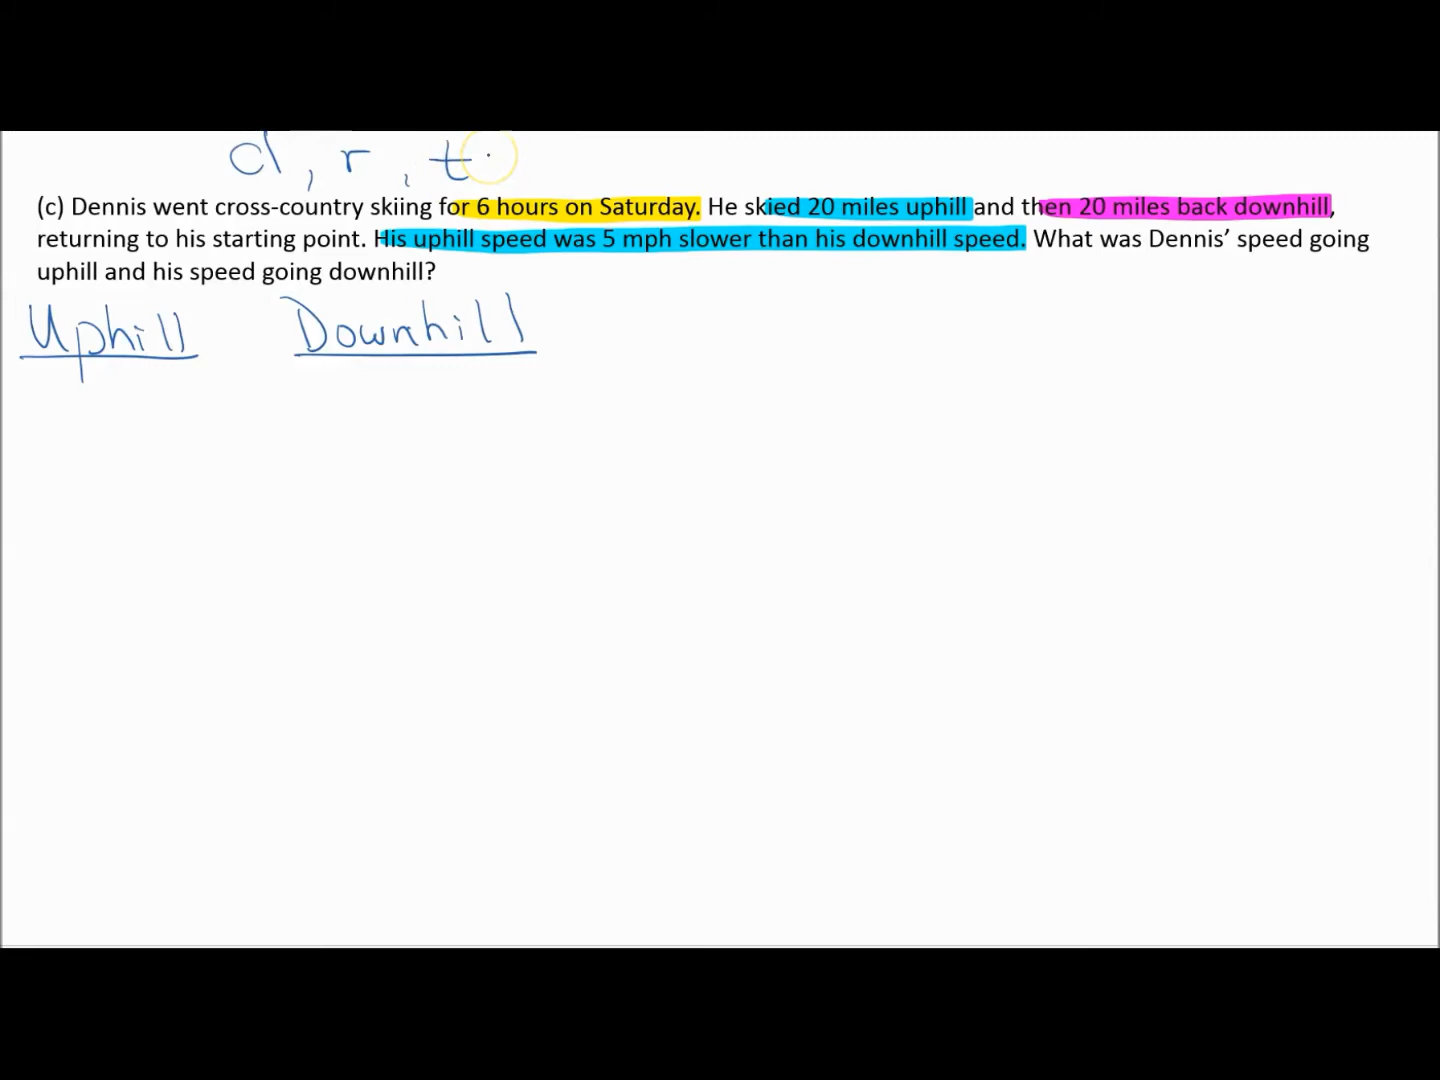 d, r, t
(c) Dennis went cross-country skiing for 6 hours on Saturday. He skied 20 miles uphill and then 20 miles back downhill,
returning to his starting point. His uphill speed was 5 mph slower than his downhill speed. What was Dennis’ speed going
uphill and his speed going downhill?
Uphill Downhill